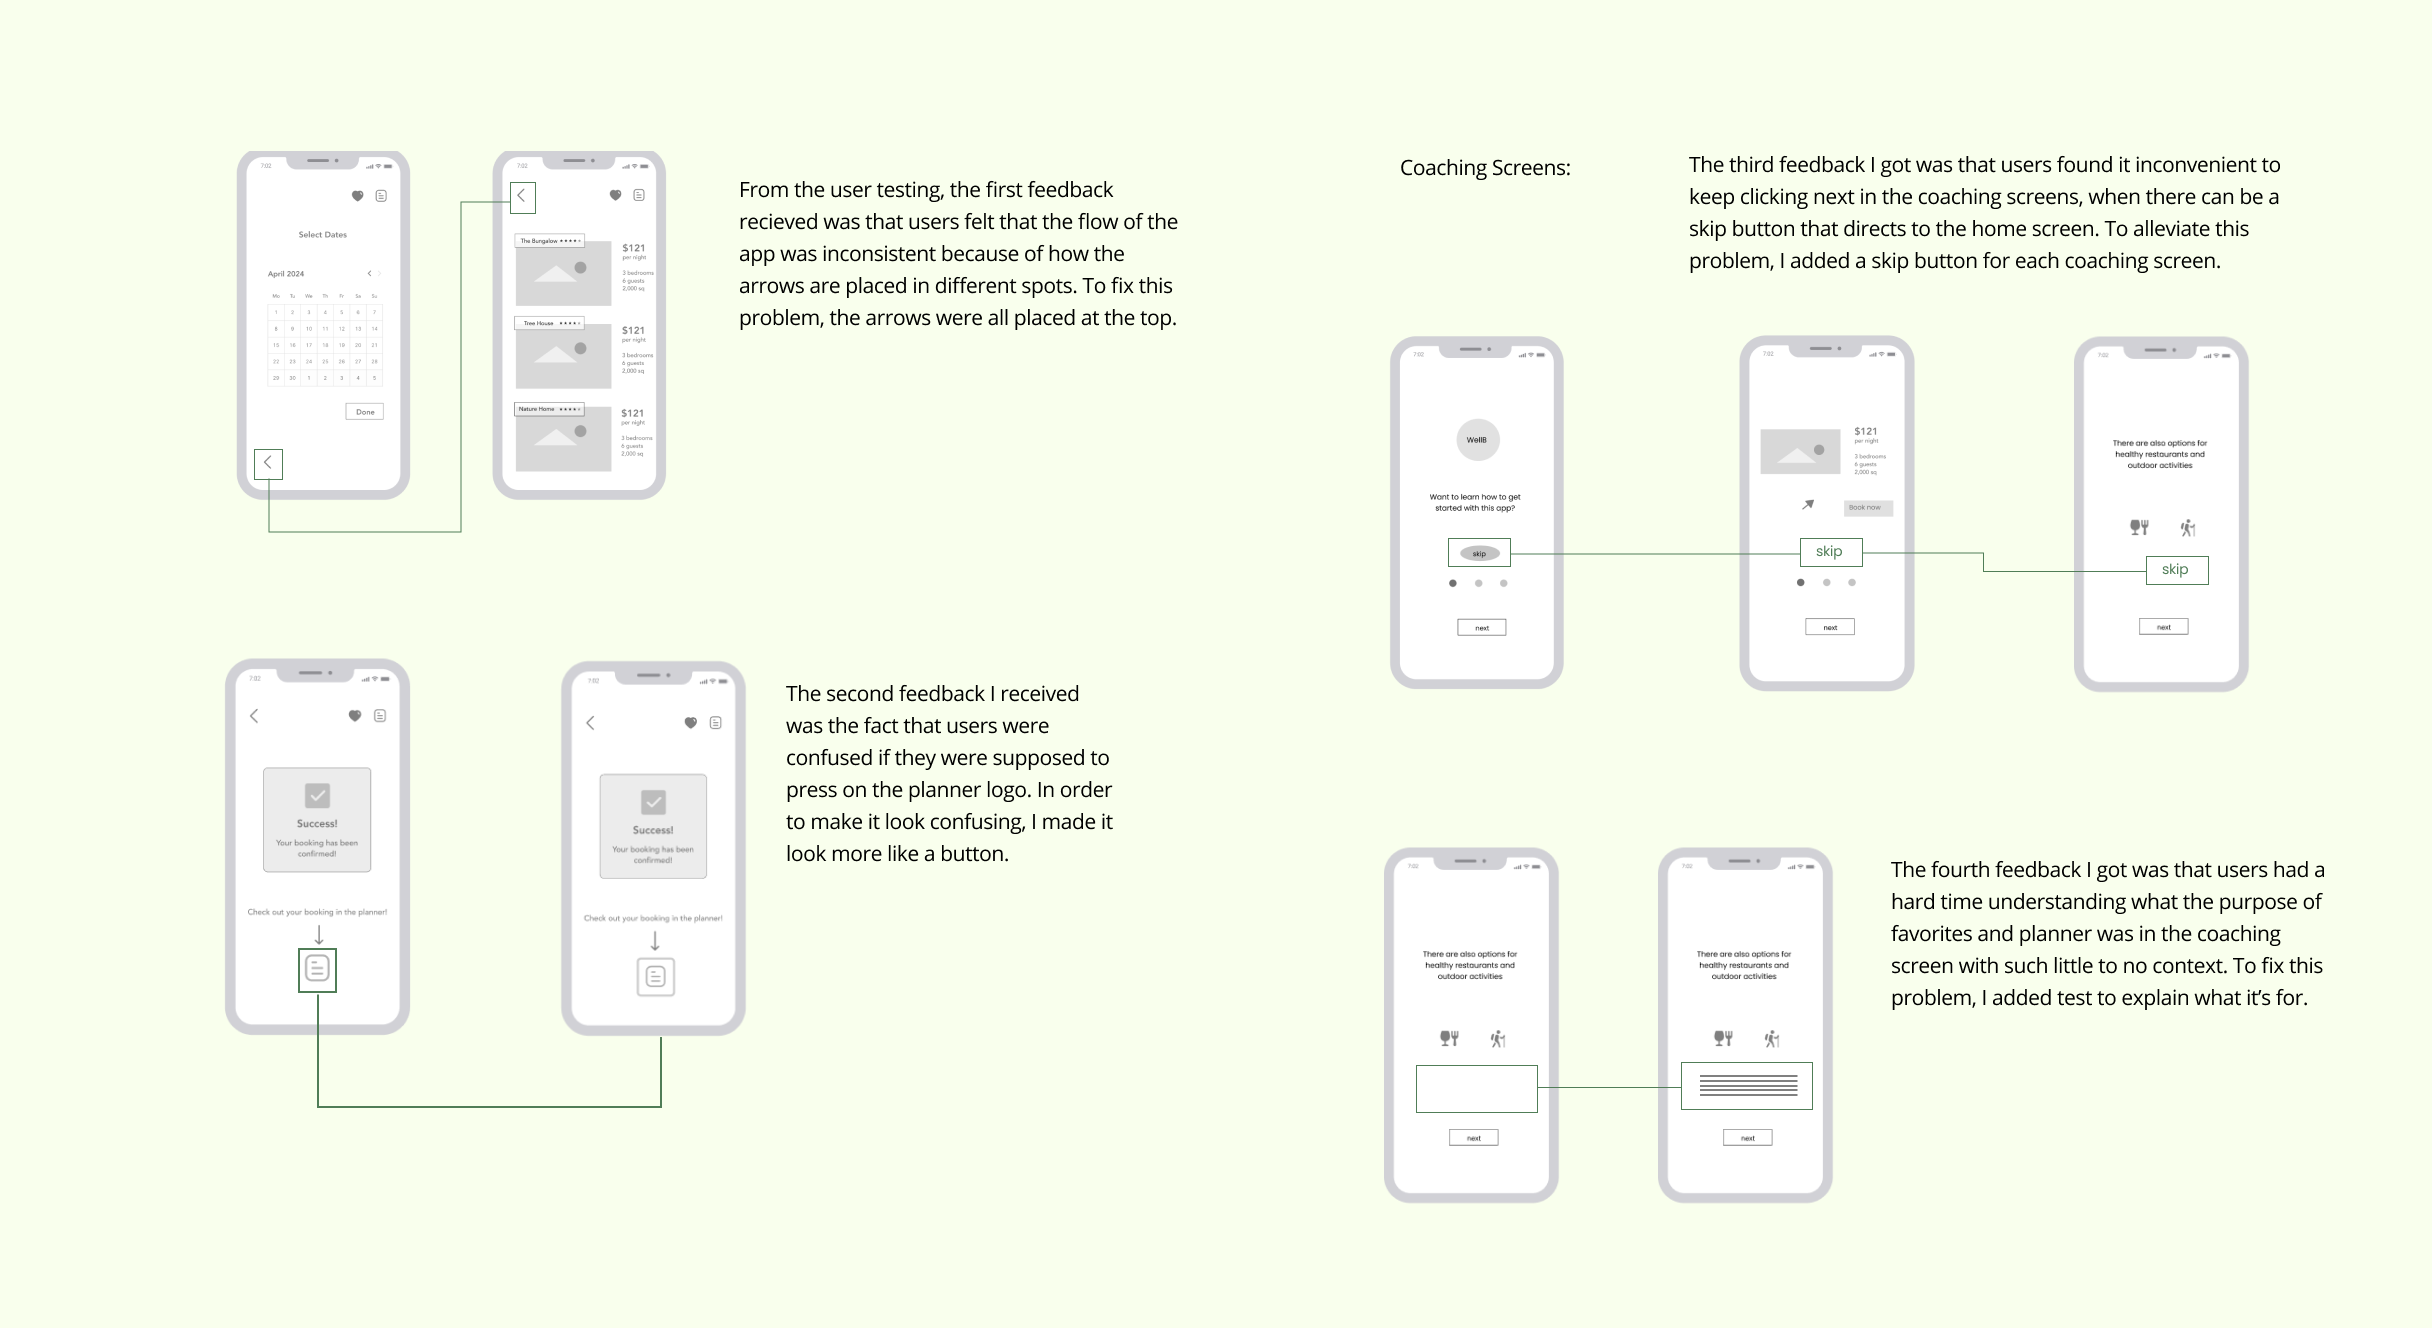 7:02
Select Dates
April 2024
Mo Tu We Th Fr Sa Su
1 2 3 4 5 6 7
8 9 10 11 12 13 14
15 16 17 18 19 20 21
22 23 24 25 26 27 28
29 30 1 2 3 4 5
Done
7:02
The Bungalow
$121
per night
3 bedrooms
6 guests
2,000 sq
Tree House
$121
per night
3 bedrooms
6 guests
2,000 sq
Nature Home
$121
per night
3 bedrooms
6 guests
2,000 sq
From the user testing, the first feedback
recieved was that users felt that the flow of the
app was inconsistent because of how the
arrows are placed in different spots. To fix this
problem, the arrows were all placed at the top.
7:02
Success!
Your booking has been
confirmed!
Check out your booking in the planner!
7:02
Success!
Your booking has been
confirmed!
Check out your booking in the planner!
The second feedback I received
was the fact that users were
confused if they were supposed to
press on the planner logo. In order
to make it look confusing, I made it
look more like a button.
Coaching Screens:
The third feedback I got was that users found it inconvenient to
keep clicking next in the coaching screens, when there can be a
skip button that directs to the home screen. To alleviate this
problem, I added a skip button for each coaching screen.
7:02
WellB
Want to learn how to get
started with this app?
skip
next
7:02
$121
per night
3 bedrooms
6 guests
2,000 sq
Book now
skip
next
7:02
There are also options for
healthy restaurants and
outdoor activities
skip
next
7:02
There are also options for
healthy restaurants and
outdoor activities
next
7:02
There are also options for
healthy restaurants and
outdoor activities
next
The fourth feedback I got was that users had a
hard time understanding what the purpose of
favorites and planner was in the coaching
screen with such little to no context. To fix this
problem, I added test to explain what it's for.